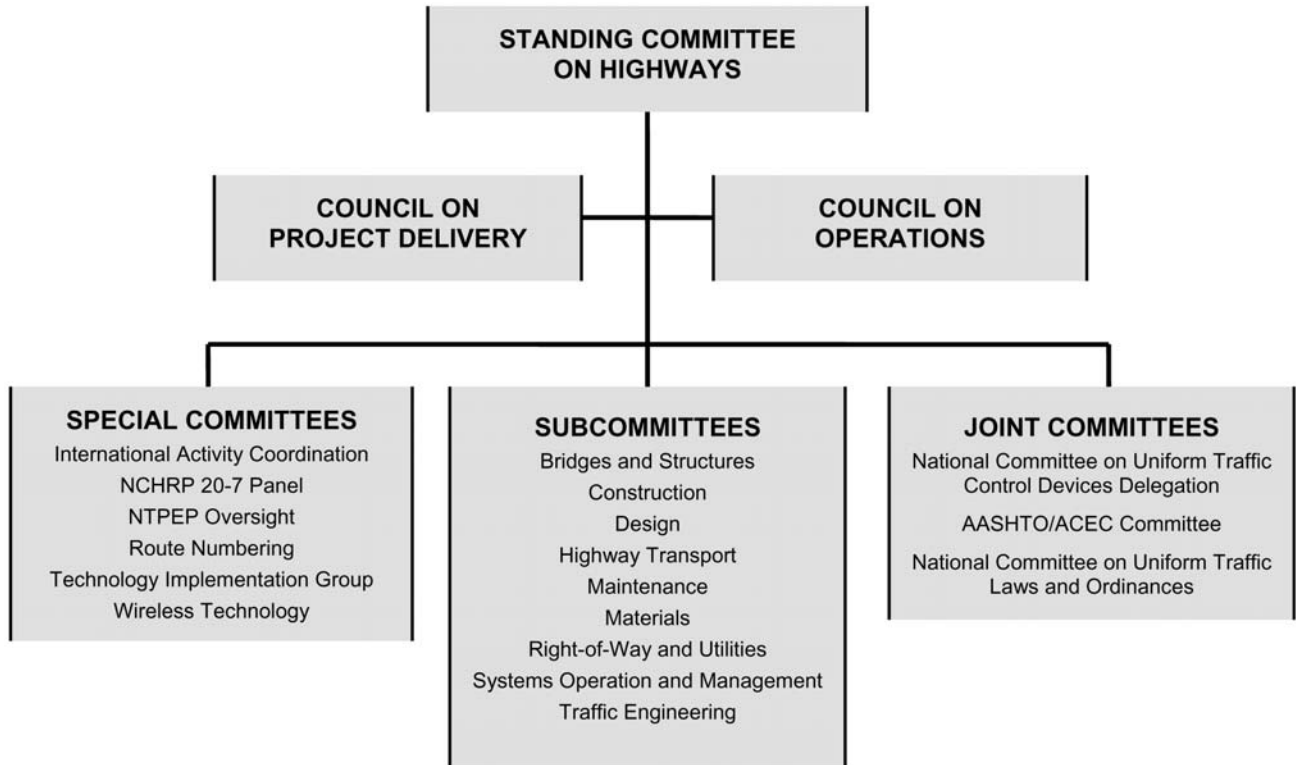 STANDING COMMITTEE
ON HIGHWAYS
COUNCIL ON
PROJECT DELIVERY
COUNCIL ON
OPERATIONS
SPECIAL COMMITTEES
International Activity Coordination
NCHRP 20-7 Panel
NTPEP Oversight
Route Numbering
Technology Implementation Group
Wireless Technology
SUBCOMMITTEES
Bridges and Structures
Construction
Design
Highway Transport
Maintenance
Materials
Right-of-Way and Utilities
Systems Operation and Management
Traffic Engineering
JOINT COMMITTEES
National Committee on Uniform Traffic
Control Devices Delegation
AASHTO/ACEC Committee
National Committee on Uniform Traffic
Laws and Ordinances